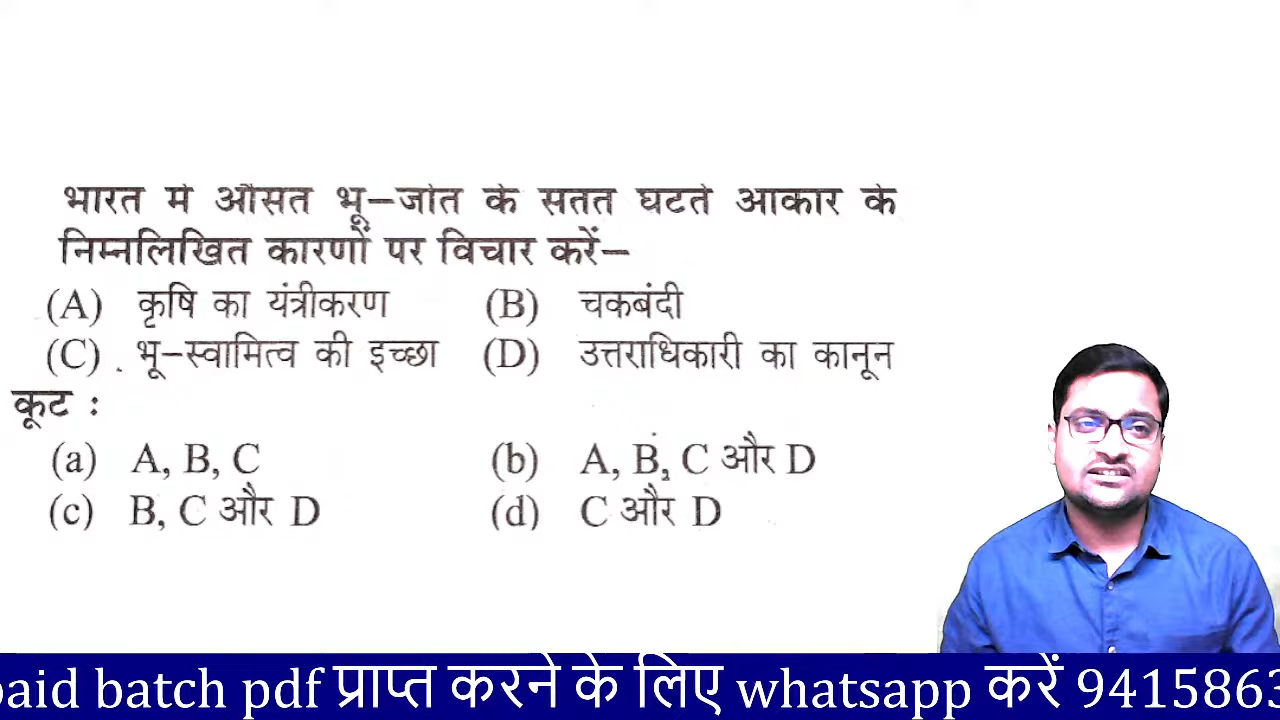 भारत में औसत भू-जोत के सतत घटते आकार के
निम्नलिखित कारणों पर विचार करें-
(A) कृषि का यंत्रीकरण (B) चकबंदी
(C) . भू-स्वामित्व की इच्छा (D) उत्तराधिकारी का कानून
कूट :
(a) A, B, C (b) A, B, C और D
(c) B, C और D (d) C और D
paid batch pdf प्राप्त करने के लिए whatsapp करें 9415863